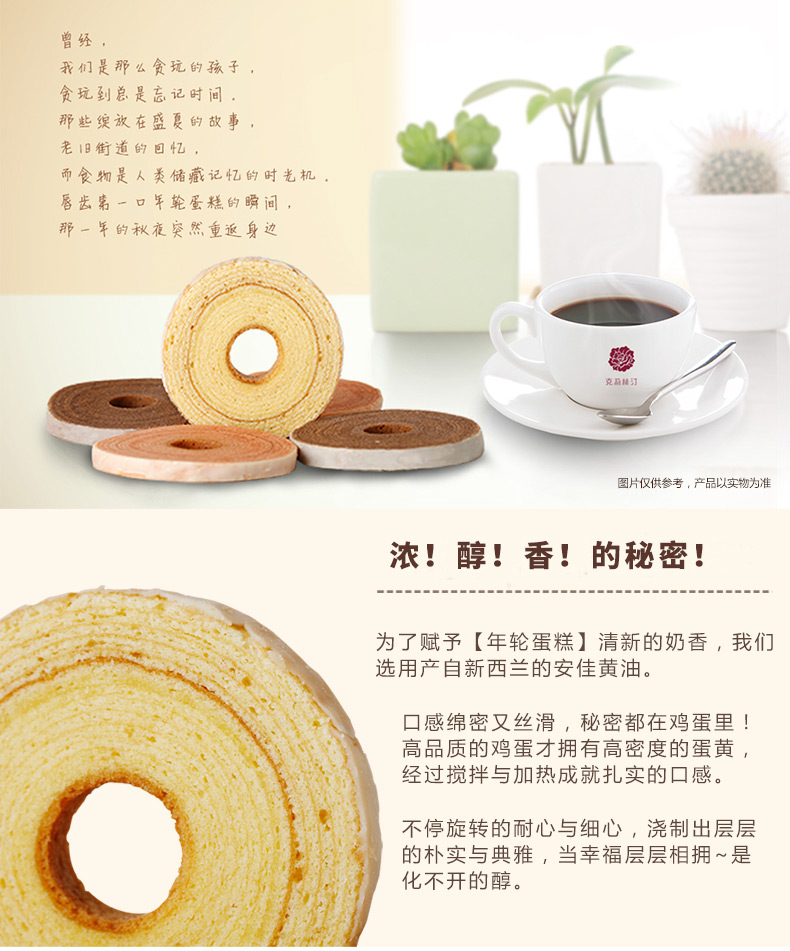 曾经，
我们是那么贪玩的孩子，
贪玩到总是忘记时间。
那些绽放在盛夏的故事，
老旧街道的回忆，
而食物是人类储藏记忆的时光机。
唇齿第一口年轮蛋糕的瞬间，
那一年的秋夜突然重返身边
克莉丝汀
图片仅供参考，产品以实物为准
浓！醇！香！的秘密！
为了赋予【年轮蛋糕】清新的奶香，我们
选用产自新西兰的安佳黄油。
口感绵密又丝滑，秘密都在鸡蛋里！
高品质的鸡蛋才拥有高密度的蛋黄，
经过搅拌与加热成就扎实的口感。
不停旋转的耐心与细心，浇制出层层
的朴实与典雅，当幸福层层相拥~是
化不开的醇。